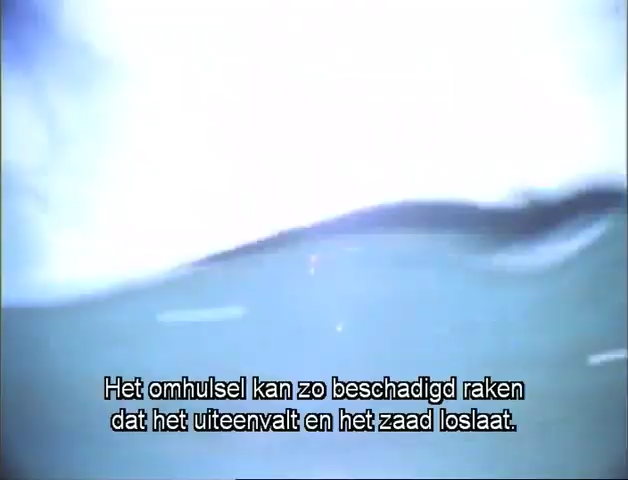 Het omhulsel kan zo beschadigd raken
dat het uiteenvalt en het zaad loslaat.